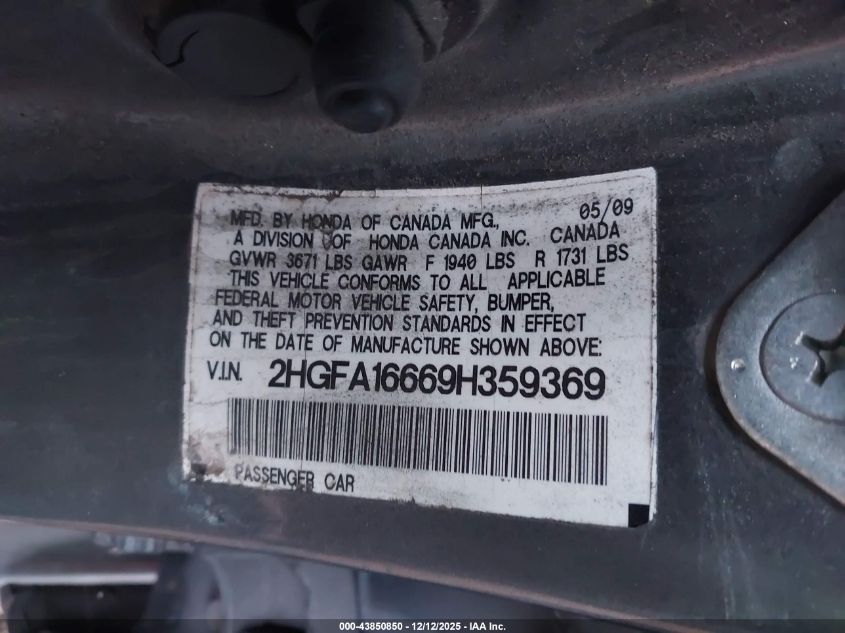 MFD. BY HONDA OF CANADA MFG., 05/09
A DIVISION OF HONDA CANADA INC. CANADA
GVWR 3671 LBS GAWR F 1940 LBS R 1731 LBS
THIS VEHICLE CONFORMS TO ALL APPLICABLE
FEDERAL MOTOR VEHICLE SAFETY, BUMPER,
AND THEFT PREVENTION STANDARDS IN EFFECT
ON THE DATE OF MANUFACTURE SHOWN ABOVE:
V.I.N. 2HGFA16669H359369
PASSENGER CAR
000-43850850 - 12/12/2025 - IAA Inc.